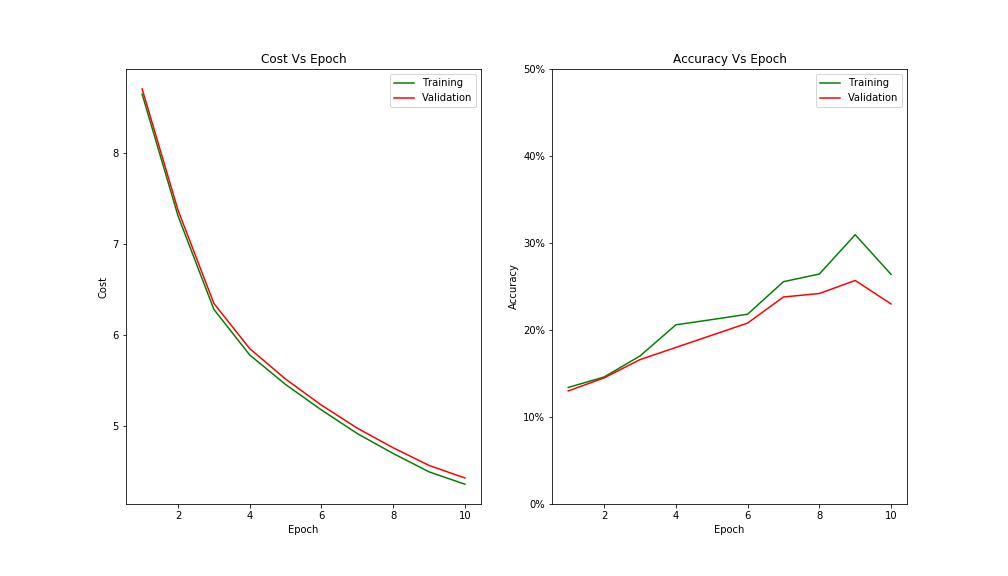 Cost Vs Epoch
Training
Validation
8
7
6
5
Cost
2
4
6
8
10
Epoch
Accuracy Vs Epoch
Training
Validation
50%
40%
30%
20%
10%
0%
Accuracy
2
4
6
8
10
Epoch